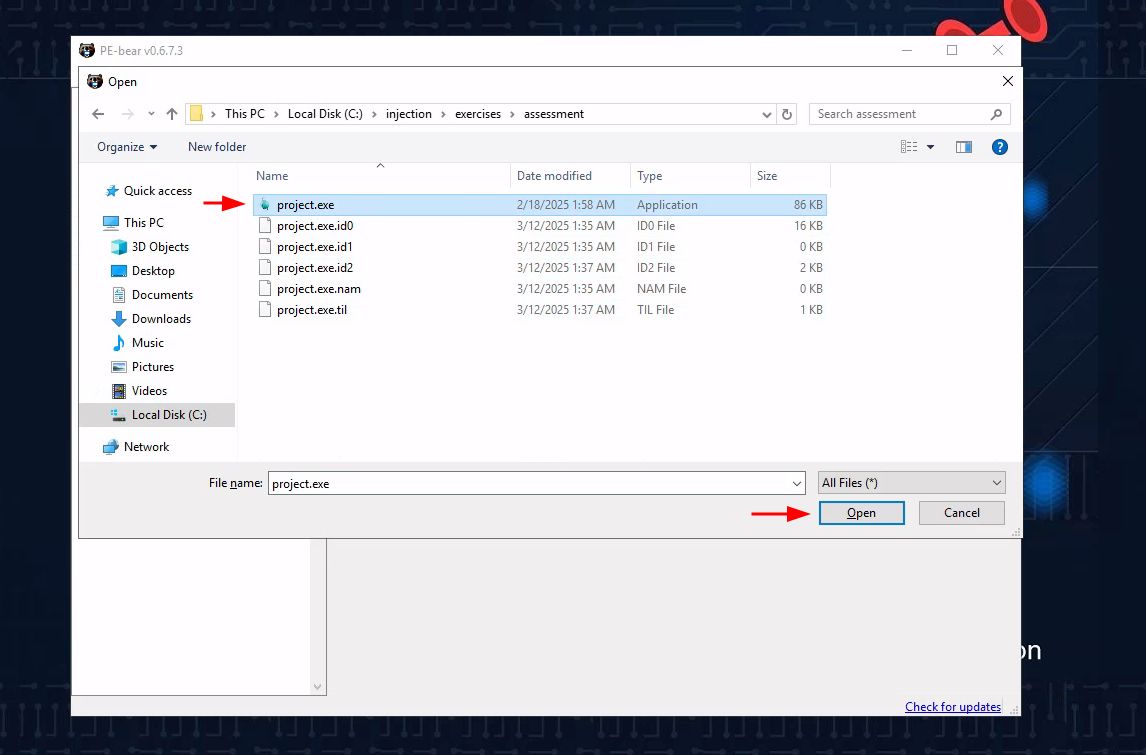 PE-bear v0.6.7.3
Open
This PC > Local Disk (C:) > injection > exercises > assessment
Search assessment
Organize
New folder
?
Name
Date modified
Type
Size
Quick access
This PC
3D Objects
Desktop
Documents
Downloads
Music
Pictures
Videos
Local Disk (C:)
Network
project.exe 2/18/2025 1:58 AM Application 86 KB
project.exe.id0 3/12/2025 1:35 AM ID0 File 16 KB
project.exe.id1 3/12/2025 1:35 AM ID1 File 0 KB
project.exe.id2 3/12/2025 1:37 AM ID2 File 2 KB
project.exe.nam 3/12/2025 1:35 AM NAM File 0 KB
project.exe.til 3/12/2025 1:37 AM TIL File 1 KB
File name: project.exe
All Files (*)
Open
Cancel
on
Check for updates